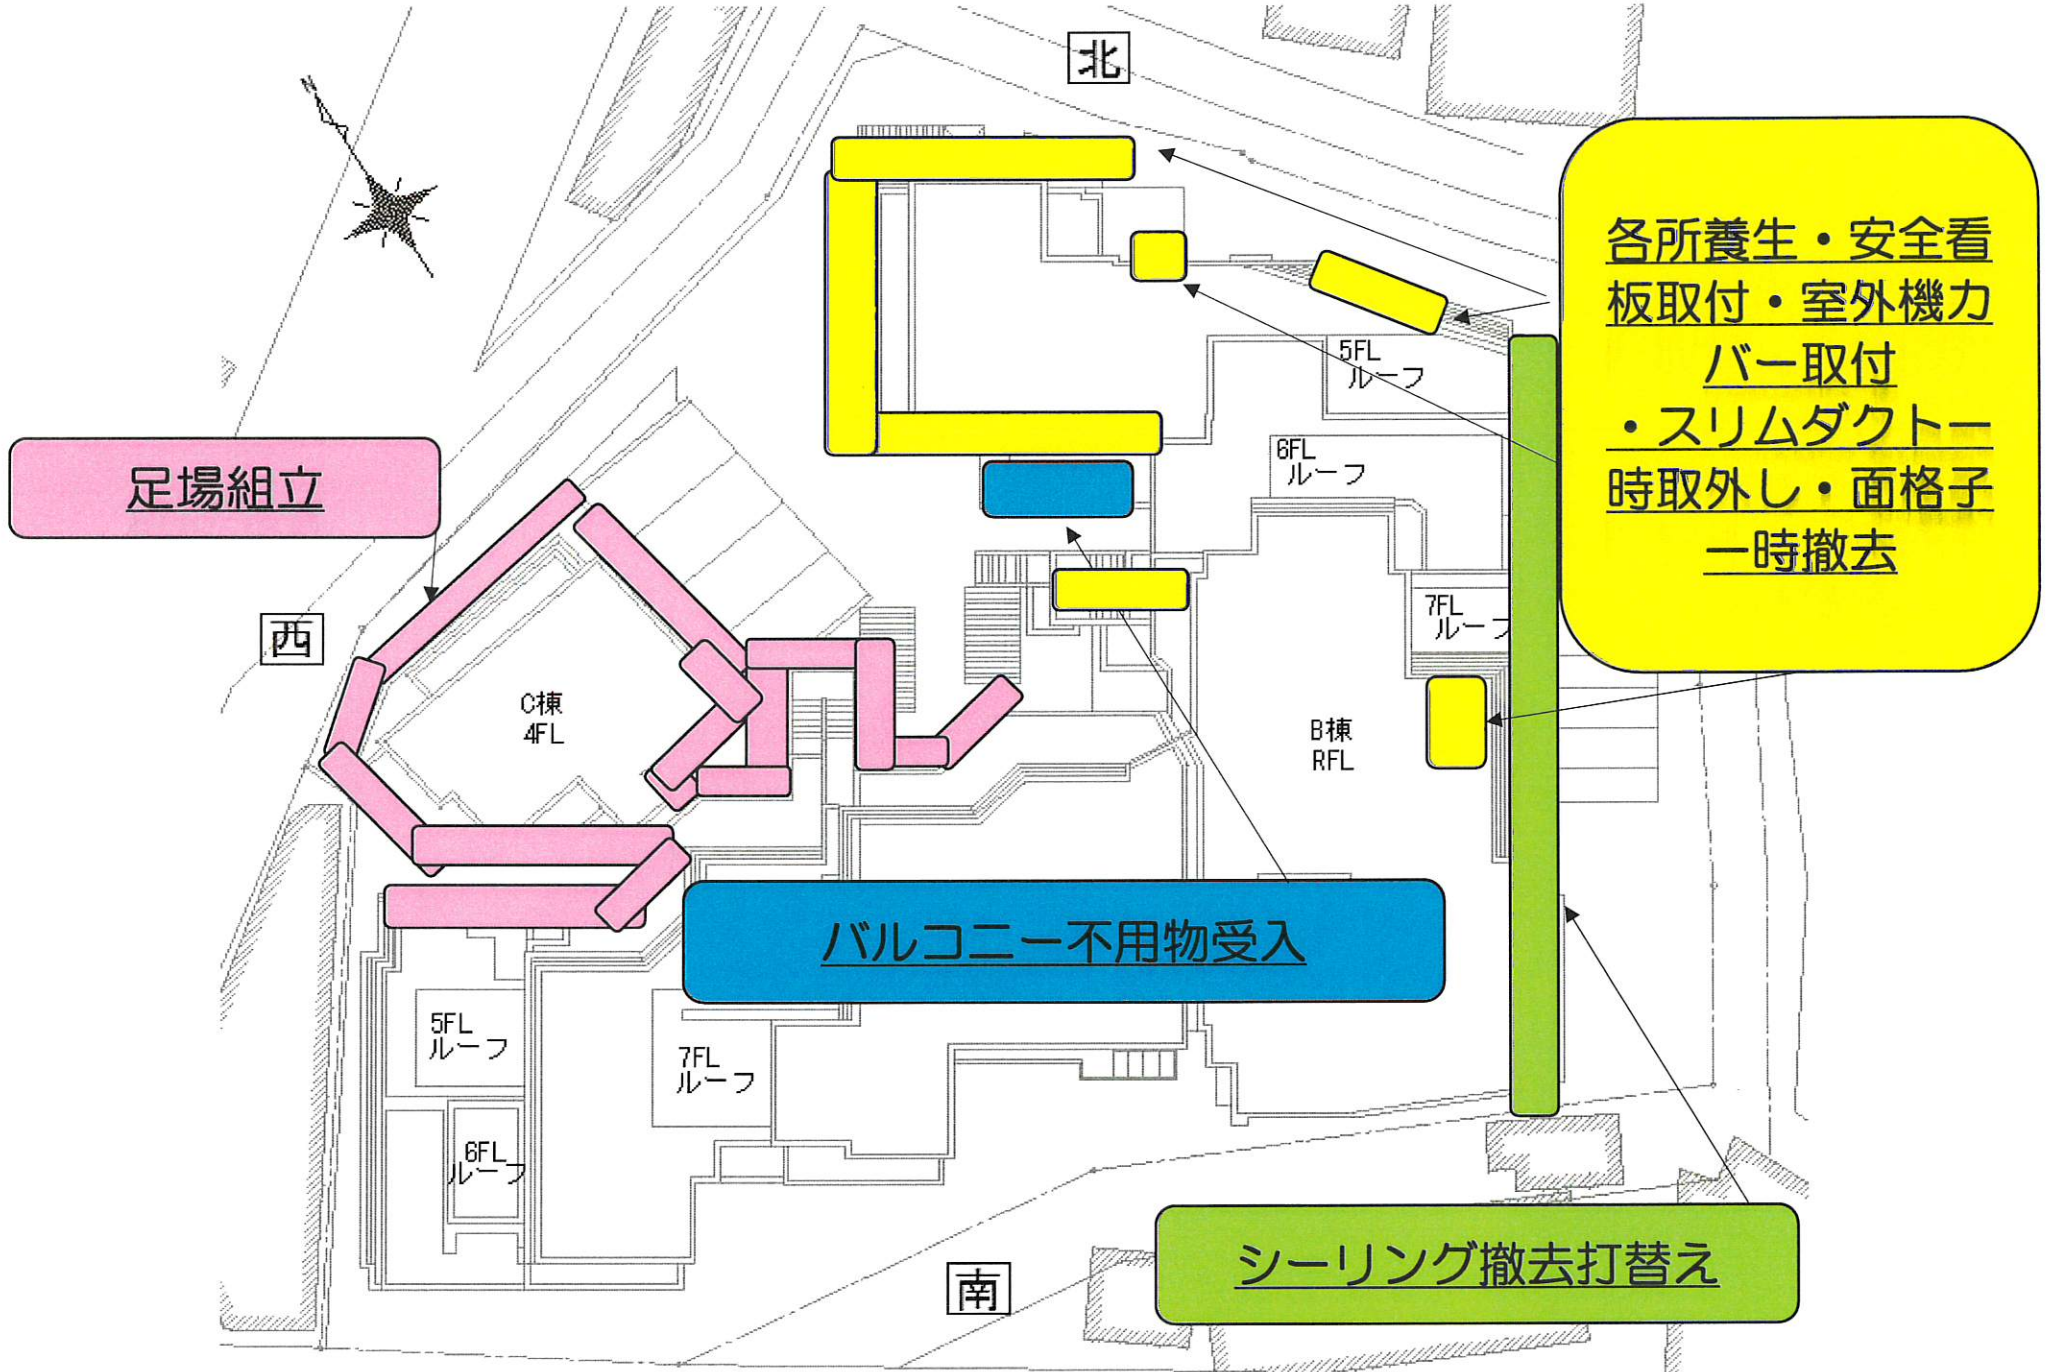 北
各所養生・安全看
板取付・室外機カ
バー取付
・スリムダクト一
時取外し・面格子
一時撤去
5FL
ルーフ
6FL
ルーフ
足場組立
7FL
ルーフ
西
C棟
4FL
B棟
RFL
バルコニー不用物受入
5FL
ルーフ
7FL
ルーフ
6FL
ルーフ
シーリング撤去打替え
南